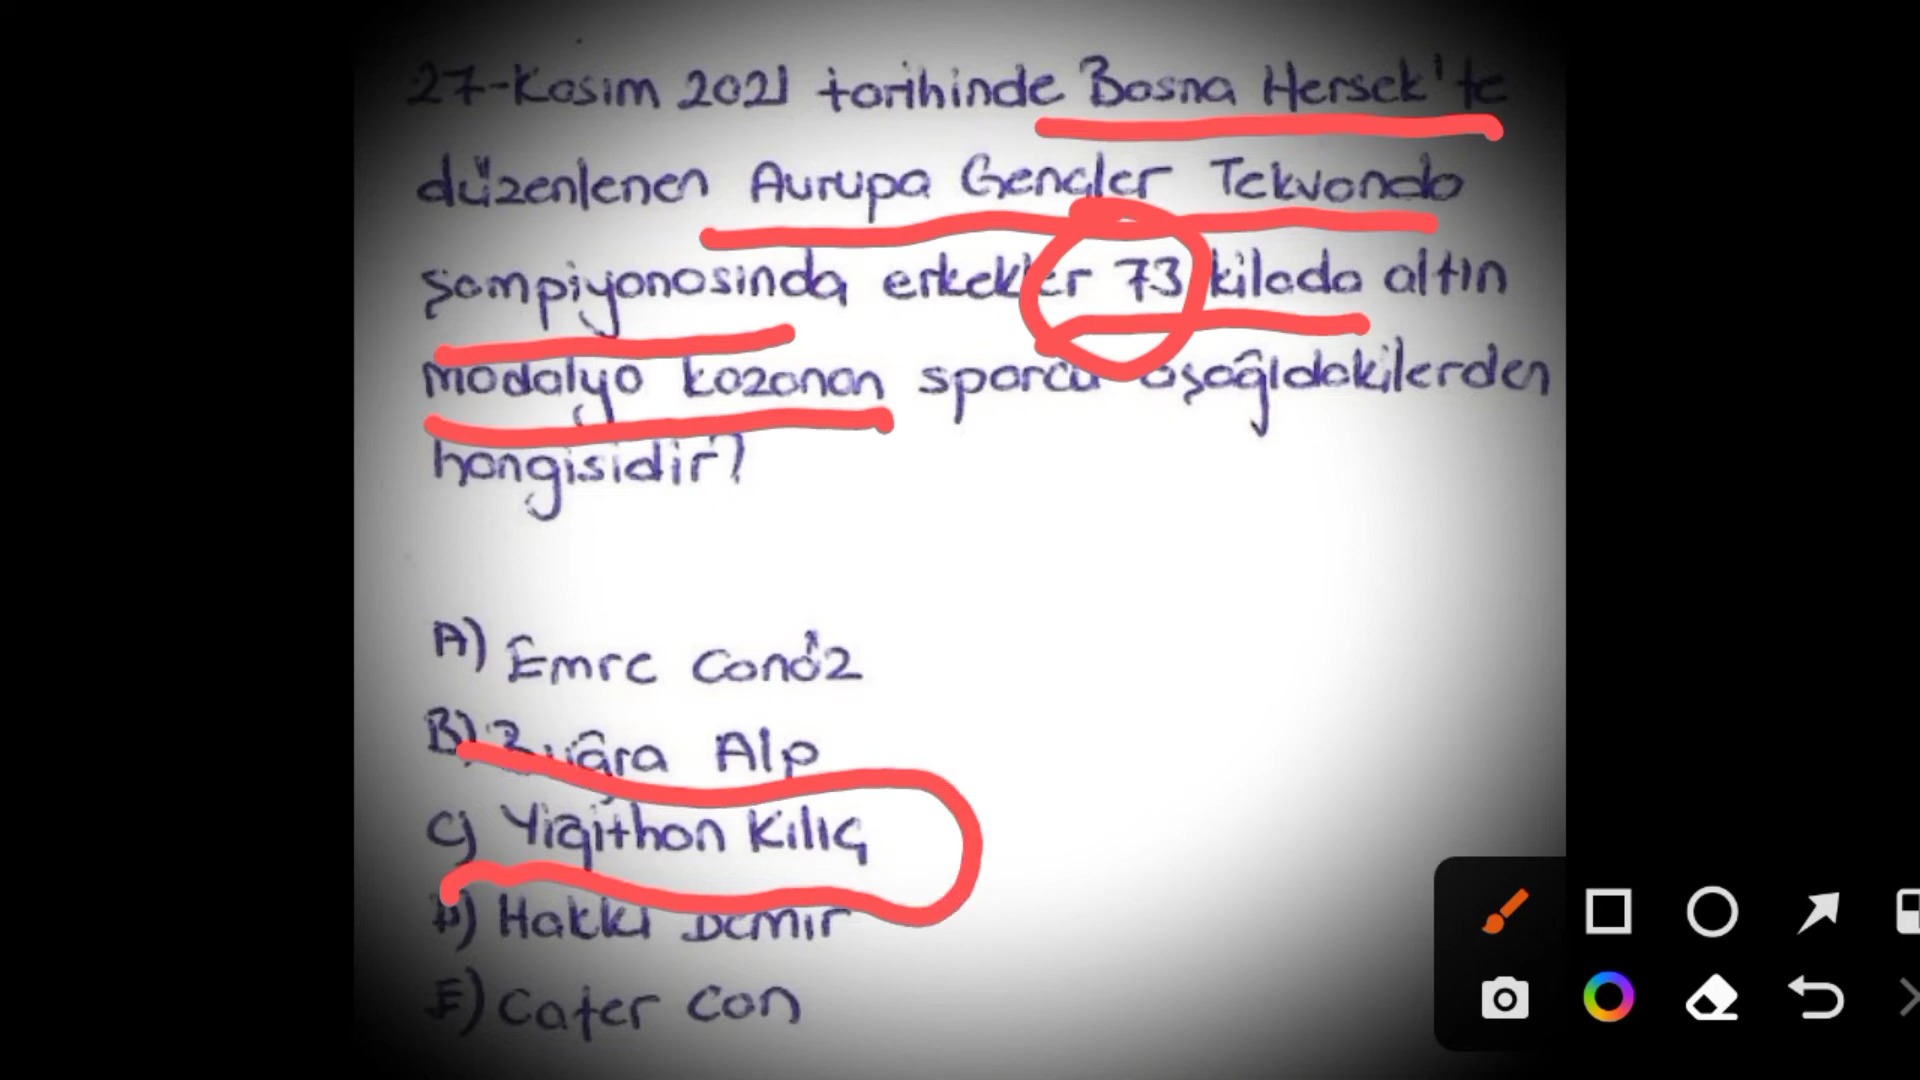 27-Kasım 2021 tarihinde Bosna Hersek'te
düzenlenen Avrupa Gençler Tekvando
şampiyonasında erkekler 73 kiloda altın
madalya kazanan sporcu aşağıdakilerden
hangisidir?
A) Emre Conöz
B) Buğra Alp
C) Yiğithan Kılıç
D) Hakkı Demir
E) Cafer Can